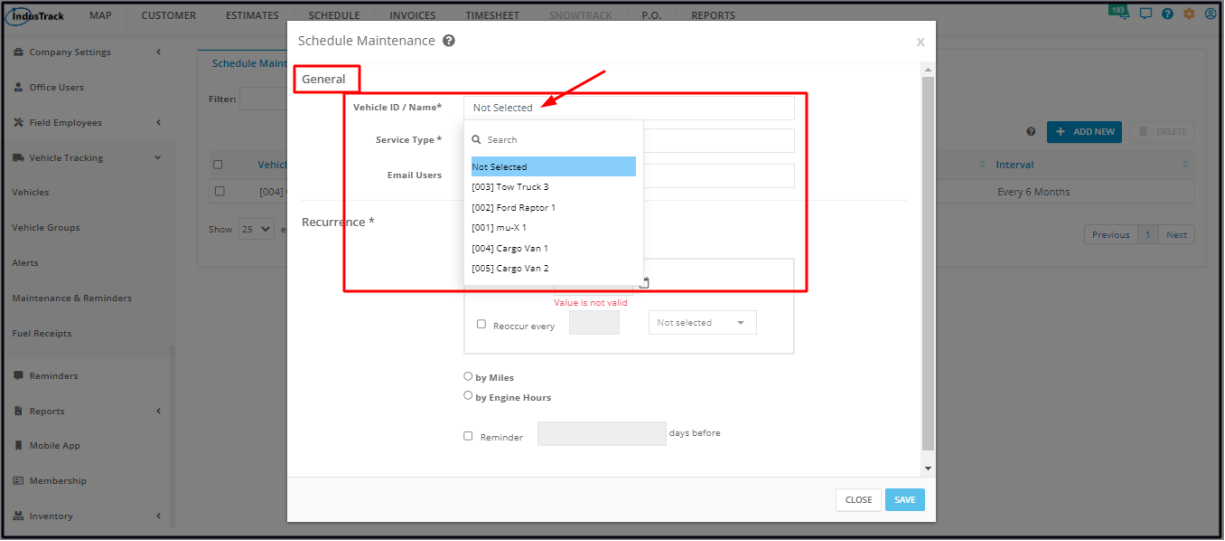 IndusTrack MAP CUSTOMER ESTIMATES SCHEDULE INVOICES TIMESHEET SNOWTRACK P.O. REPORTS 193
Company Settings
Office Users
Field Employees
Vehicle Tracking
Vehicles
Vehicle Groups
Alerts
Maintenance & Reminders
Fuel Receipts
Reminders
Reports
Mobile App
Membership
Inventory
Schedule Maint
Filter:
+ ADD NEW DELETE
Vehic Interval
[004] Every 6 Months
Show 25 e
Previous 1 Next
Schedule Maintenance ? x
General
Vehicle ID / Name* Not Selected
Service Type *
Email Users
Search
Not Selected
[003] Tow Truck 3
[002] Ford Raptor 1
[001] mu-X 1
[004] Cargo Van 1
[005] Cargo Van 2
Recurrence *
Value is not valid
Reoccur every Not selected
by Miles
by Engine Hours
Reminder days before
CLOSE SAVE